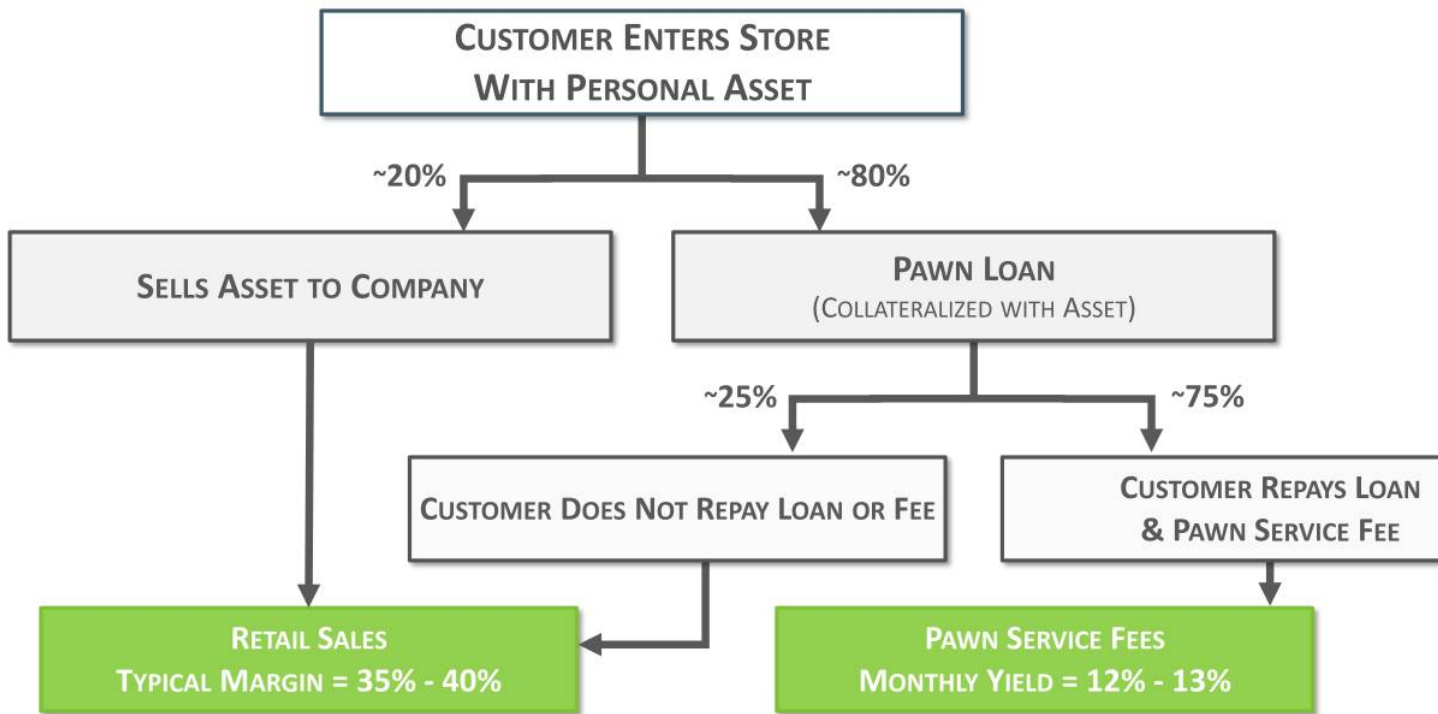 CUSTOMER ENTERS STORE
WITH PERSONAL ASSET
~20%
~80%
SELLS ASSET TO COMPANY
PAWN LOAN
(COLLATERALIZED WITH ASSET)
~25%
~75%
CUSTOMER DOES NOT REPAY LOAN OR FEE
CUSTOMER REPAYS LOAN
& PAWN SERVICE FEE
RETAIL SALES
TYPICAL MARGIN = 35% - 40%
PAWN SERVICE FEES
MONTHLY YIELD = 12% - 13%